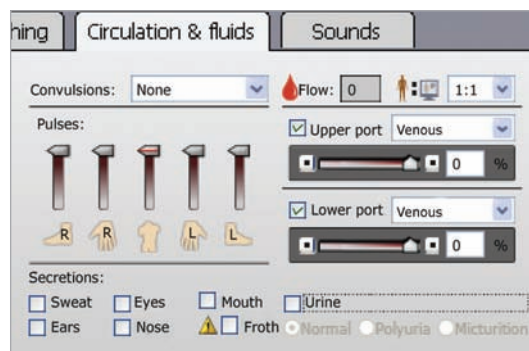 hing Circulation & fluids Sounds
Convulsions: None Flow: 0 : 1:1
Pulses:
Upper port Venous
0 %
R R L L
Lower port Venous
0 %
Secretions:
Sweat Eyes Mouth Urine
Ears Nose Froth Normal Polyuria Micturition